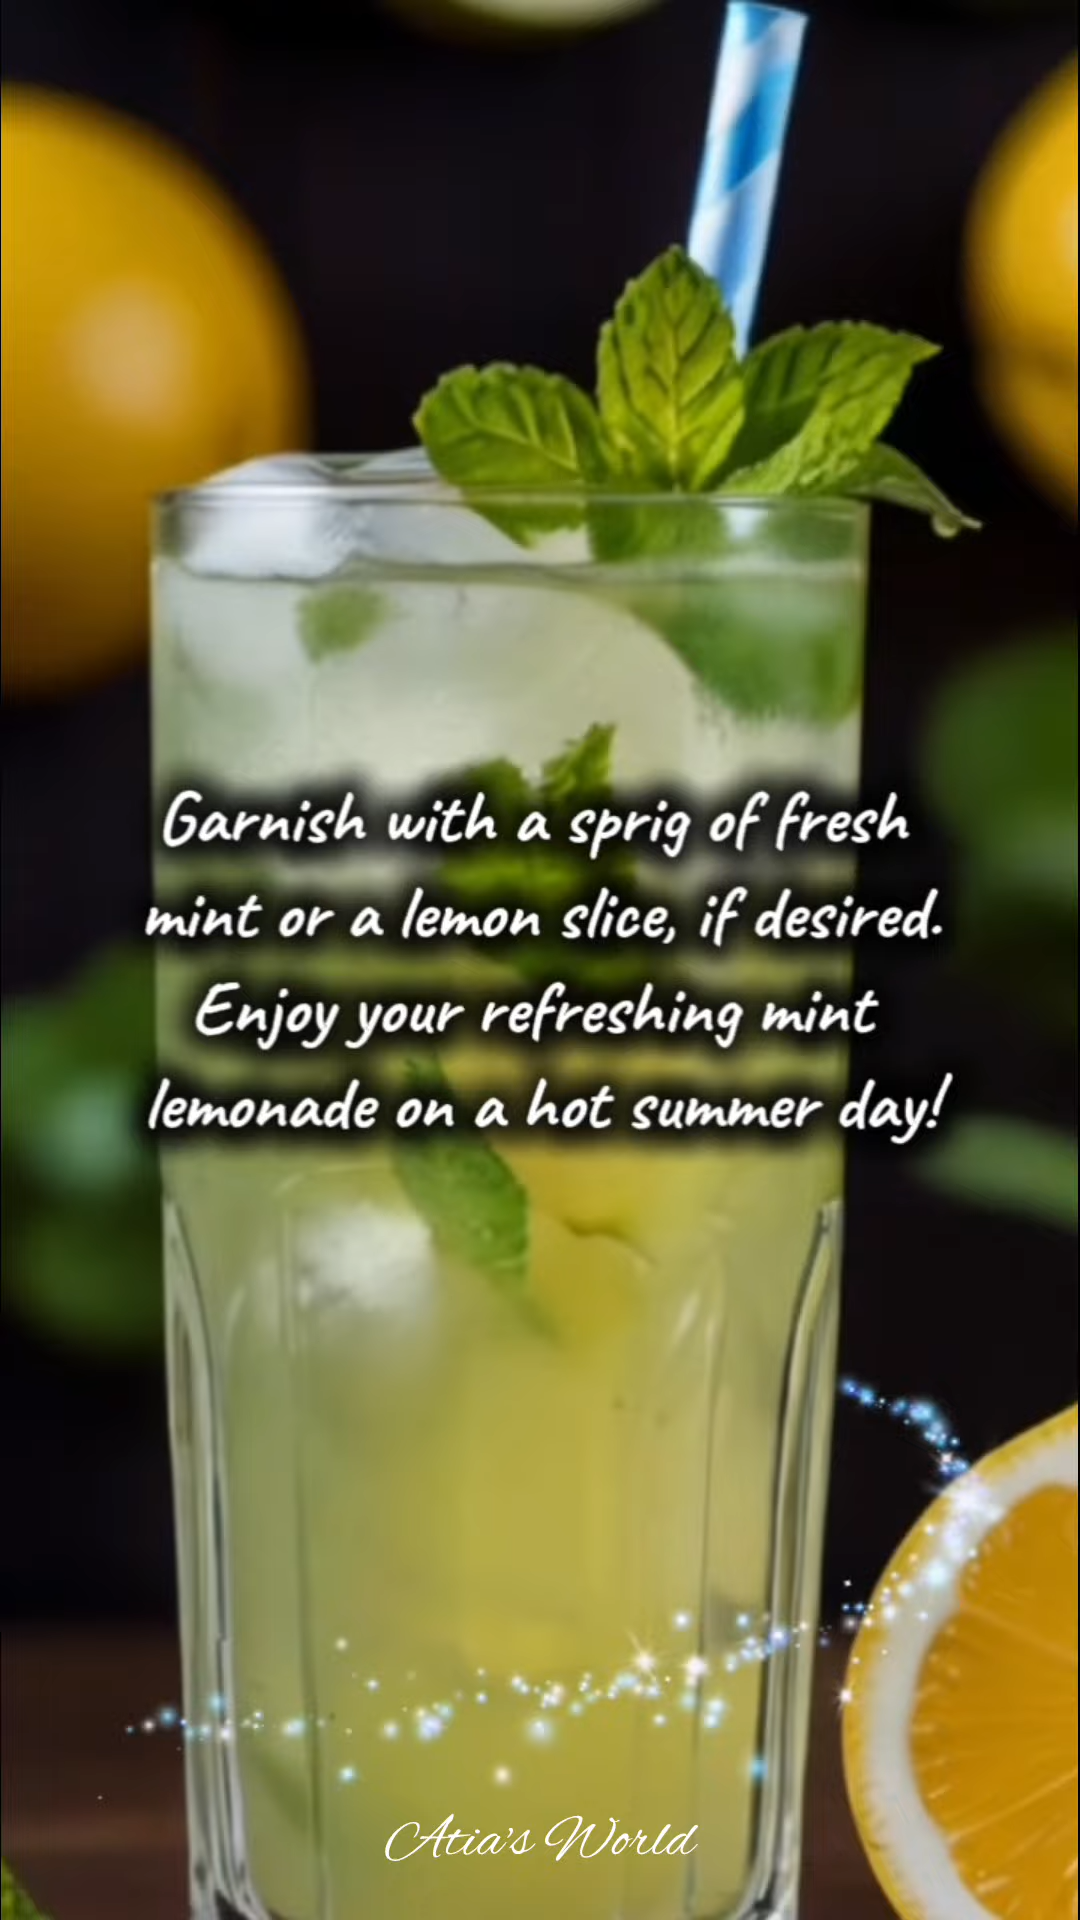 Garnish with a sprig of fresh
mint or a lemon slice, if desired.
Enjoy your refreshing mint
lemonade on a hot summer day!
Atia's World